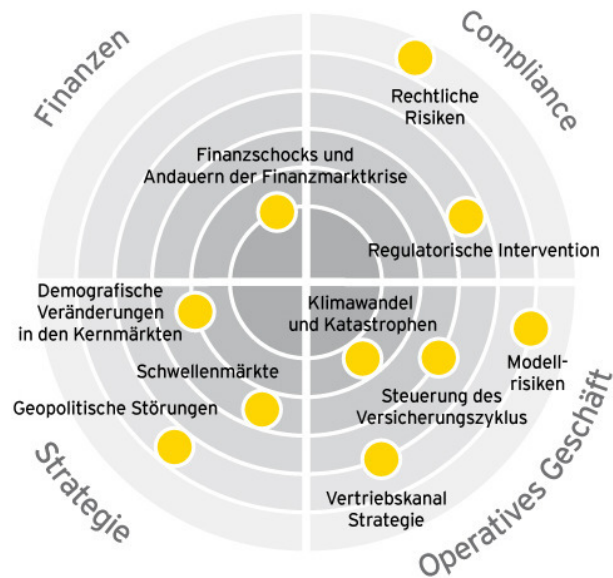 Finanzen
Compliance
Rechtliche
Risiken
Finanzschocks und
Andauern der Finanzmarktkrise
Regulatorische Intervention
Demografische
Veränderungen
in den Kernmärkten
Klimawandel
und Katastrophen
Schwellenmärkte
Modell-
risiken
Geopolitische Störungen
Steuerung des
Versicherungszyklus
Vertriebskanal
Strategie
Strategie
Operatives Geschäft